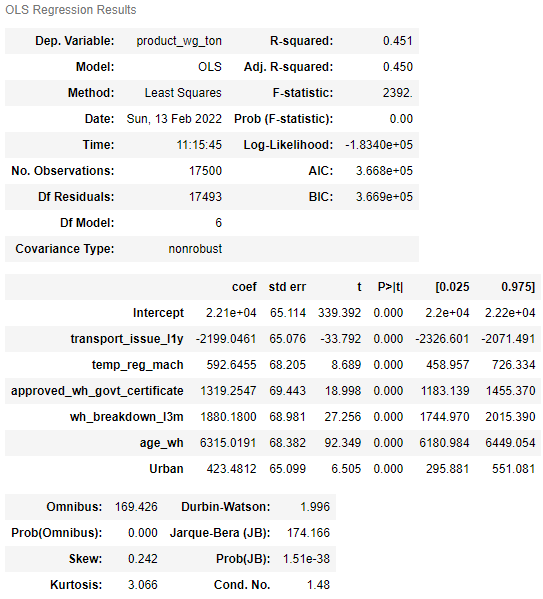 OLS Regression Results
Dep. Variable: product_wg_ton R-squared: 0.451
Model: OLS Adj. R-squared: 0.450
Method: Least Squares F-statistic: 2392.
Date: Sun, 13 Feb 2022 Prob (F-statistic): 0.00
Time: 11:15:45 Log-Likelihood: -1.8340e+05
No. Observations: 17500 AIC: 3.668e+05
Df Residuals: 17493 BIC: 3.669e+05
Df Model: 6
Covariance Type: nonrobust
coef std err t P>|t| [0.025 0.975]
Intercept 2.21e+04 65.114 339.392 0.000 2.2e+04 2.22e+04
transport_issue_l1y -2199.0461 65.076 -33.792 0.000 -2326.601 -2071.491
temp_reg_mach 592.6455 68.205 8.689 0.000 458.957 726.334
approved_wh_govt_certificate 1319.2547 69.443 18.998 0.000 1183.139 1455.370
wh_breakdown_l3m 1880.1800 68.981 27.256 0.000 1744.970 2015.390
age_wh 6315.0191 68.382 92.349 0.000 6180.984 6449.054
Urban 423.4812 65.099 6.505 0.000 295.881 551.081
Omnibus: 169.426 Durbin-Watson: 1.996
Prob(Omnibus): 0.000 Jarque-Bera (JB): 174.166
Skew: 0.242 Prob(JB): 1.51e-38
Kurtosis: 3.066 Cond. No. 1.48